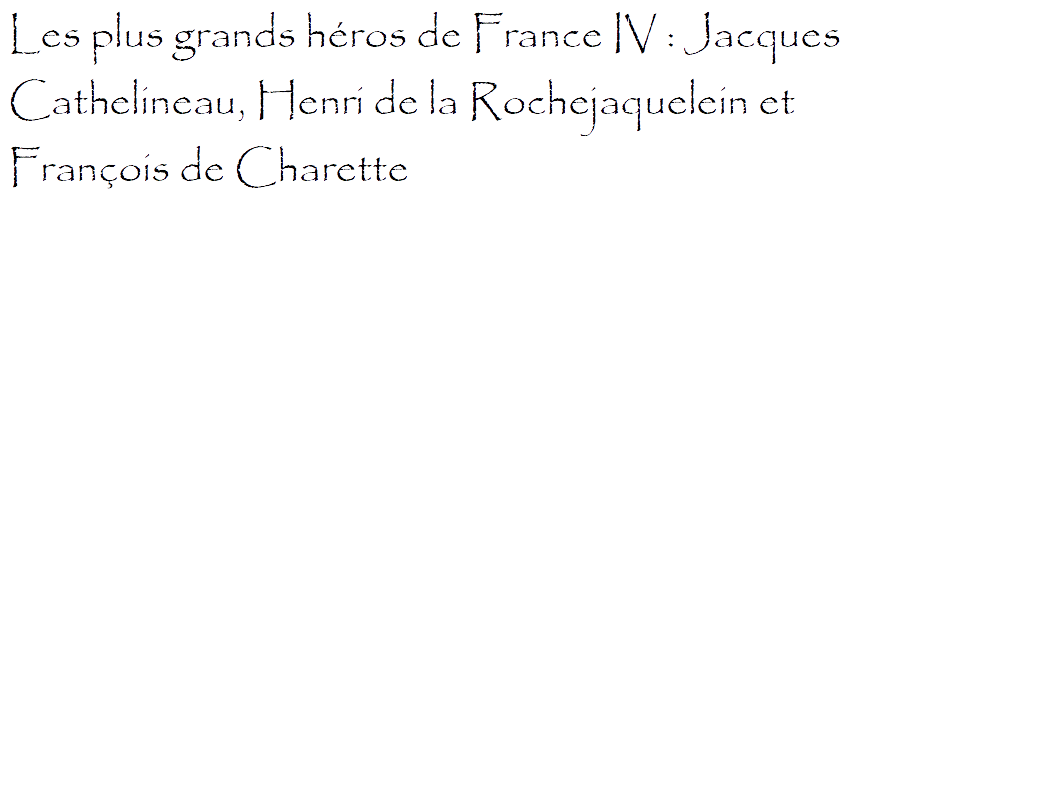 Les plus grands héros de France IV : Jacques
Cathelineau, Henri de la Rochejaquelein et
François de Charette